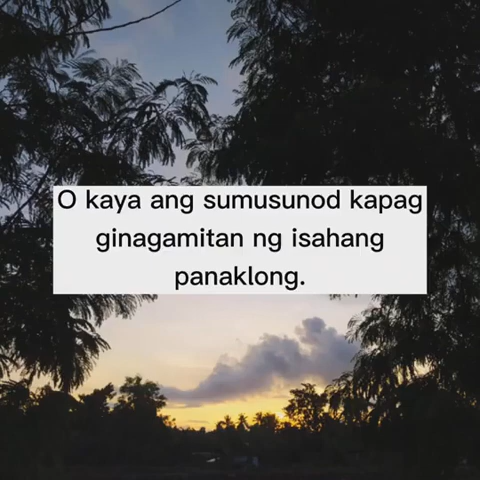 O kaya ang sumusunod kapag
ginagamitan ng isahang
panaklong.